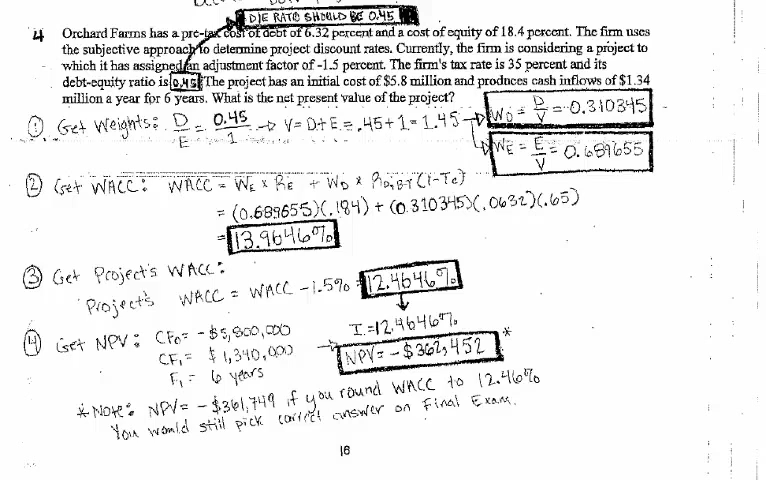 D/E RATIO SHOULD BE 0.45
4 Orchard Farms has a pre-tax cost of debt of 6.32 percent and a cost of equity of 18.4 percent. The firm uses
the subjective approach to determine project discount rates. Currently, the firm is considering a project to
which it has assigned an adjustment factor of -1.5 percent. The firm's tax rate is 35 percent and its
debt-equity ratio is 0.45 The project has an initial cost of $5.8 million and produces cash inflows of $1.34
million a year for 6 years. What is the net present value of the project?
① Get Weights: D/E = 0.45/1 → V=D+E = .45+1 = 1.45 → WD = D/V = 0.310345
WE = E/V = 0.689655
② Get WACC: WACC = WE x RE + WD x RD,B-T (1-Tc)
= (0.689655)(.184) + (0.310345)(.0632)(.65)
= 13.9646%
③ Get Project's WACC:
Project's WACC = WACC - 1.5% = 12.4646%
④ Get NPV: CF0 = -$5,800,000 I = 12.4646%
CF1 = $1,340,000 → NPV = -$362,452 *
F1 = 6 years
* Note: NPV = -$361,749 if you round WACC to 12.46%
You would still pick correct answer on Final Exam.
16